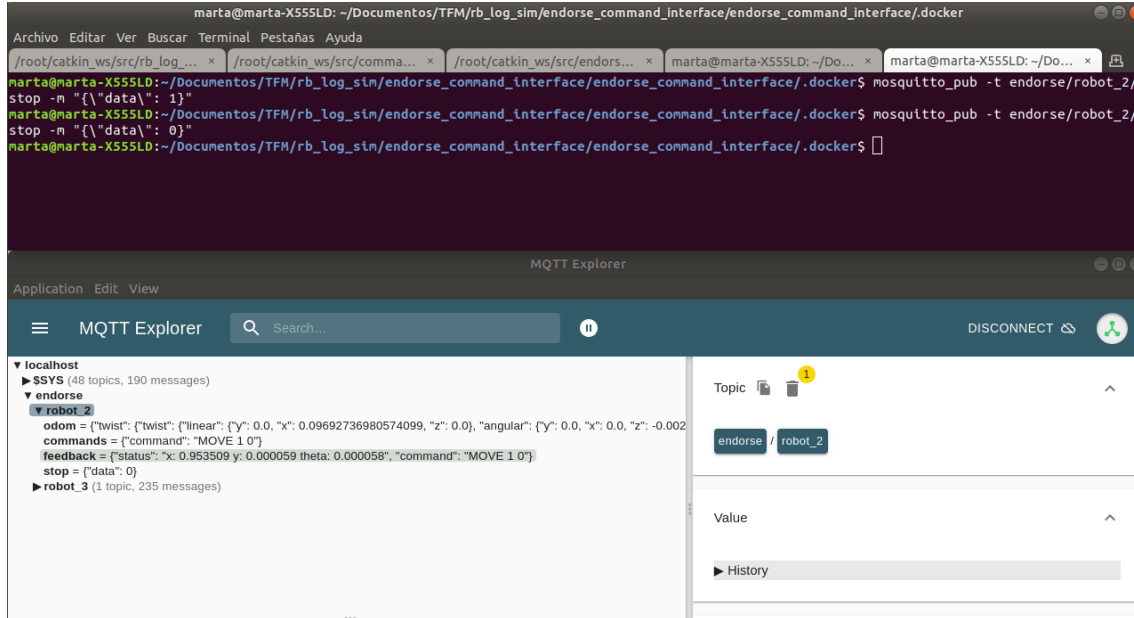 marta@marta-X555LD: ~/Documentos/TFM/rb_log_sim/endorse_command_interface/endorse_command_interface/.docker
Archivo Editar Ver Buscar Terminal Pestañas Ayuda
/root/catkin_ws/src/rb_log_... × /root/catkin_ws/src/comma... × /root/catkin_ws/src/endors... × marta@marta-X555LD: ~/Do... × marta@marta-X555LD: ~/Do... ×
marta@marta-X555LD:~/Documentos/TFM/rb_log_sim/endorse_command_interface/endorse_command_interface/.docker$ mosquitto_pub -t endorse/robot_2/
stop -m "{\"data\": 1}"
marta@marta-X555LD:~/Documentos/TFM/rb_log_sim/endorse_command_interface/endorse_command_interface/.docker$ mosquitto_pub -t endorse/robot_2/
stop -m "{\"data\": 0}"
marta@marta-X555LD:~/Documentos/TFM/rb_log_sim/endorse_command_interface/endorse_command_interface/.docker$
MQTT Explorer
Application Edit View
MQTT Explorer Search... DISCONNECT
▼ localhost
▶ $SYS (48 topics, 190 messages)
▼ endorse
▼ robot_2
odom = {"twist": {"twist": {"linear": {"y": 0.0, "x": 0.09692736980574099, "z": 0.0}, "angular": {"y": 0.0, "x": 0.0, "z": -0.002
commands = {"command": "MOVE 1 0"}
feedback = {"status": "x: 0.953509 y: 0.000059 theta: 0.000058", "command": "MOVE 1 0"}
stop = {"data": 0}
▶ robot_3 (1 topic, 235 messages)
Topic 1
endorse / robot_2
Value
▶ History